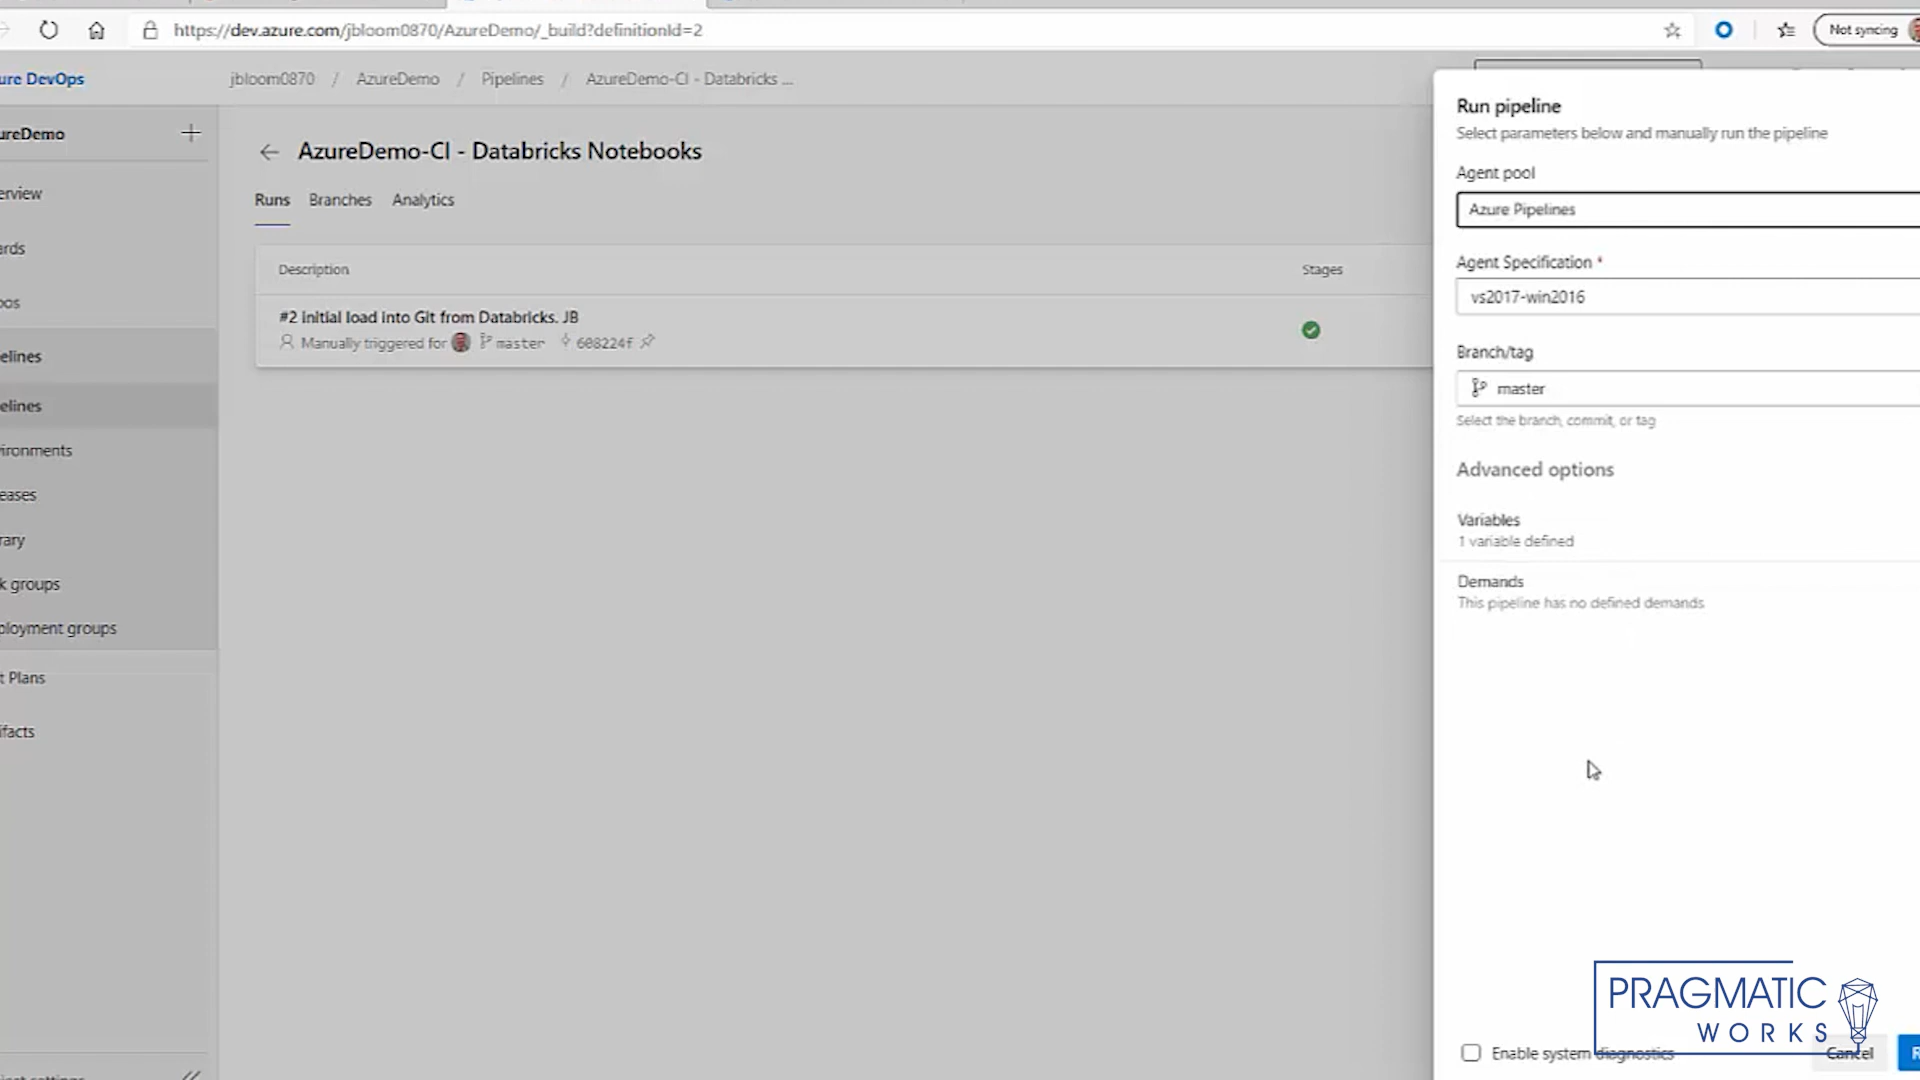 https://dev.azure.com/jbloom0870/AzureDemo/_build?definitionId=2
Not syncing
ure DevOps
jbloom0870 / AzureDemo / Pipelines / AzureDemo-CI - Databricks ...
ureDemo
erview
ards
pos
elines
elines
ironments
eases
rary
k groups
ployment groups
t Plans
ifacts
AzureDemo-CI - Databricks Notebooks
Runs Branches Analytics
Description Stages
#2 initial load into Git from Databricks. JB
Manually triggered for master 608224f
Run pipeline
Select parameters below and manually run the pipeline
Agent pool
Azure Pipelines
Agent Specification *
vs2017-win2016
Branch/tag
master
Select the branch, commit, or tag
Advanced options
Variables
1 variable defined
Demands
This pipeline has no defined demands
Enable system diagnostics
Cancel
R
PRAGMATIC
WORKS